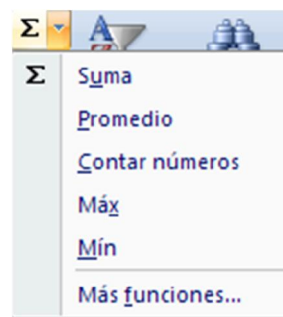 Σ
Σ Suma
Promedio
Contar números
Máx
Mín
Más funciones...